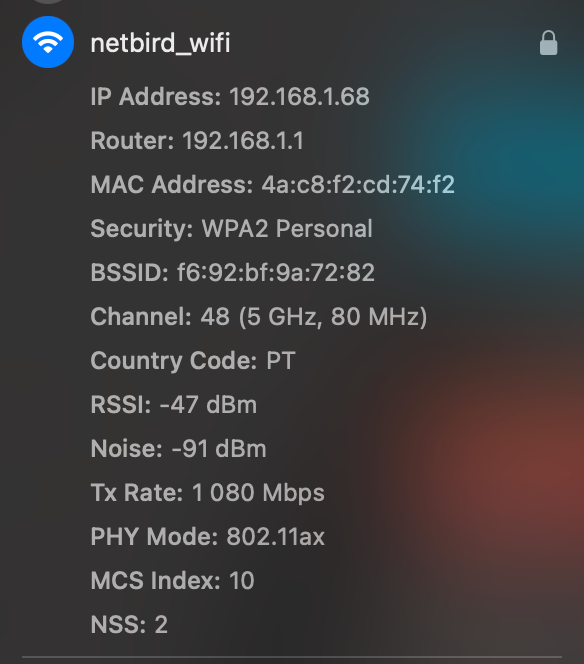 netbird_wifi
IP Address: 192.168.1.68
Router: 192.168.1.1
MAC Address: 4a:c8:f2:cd:74:f2
Security: WPA2 Personal
BSSID: f6:92:bf:9a:72:82
Channel: 48 (5 GHz, 80 MHz)
Country Code: PT
RSSI: -47 dBm
Noise: -91 dBm
Tx Rate: 1 080 Mbps
PHY Mode: 802.11ax
MCS Index: 10
NSS: 2